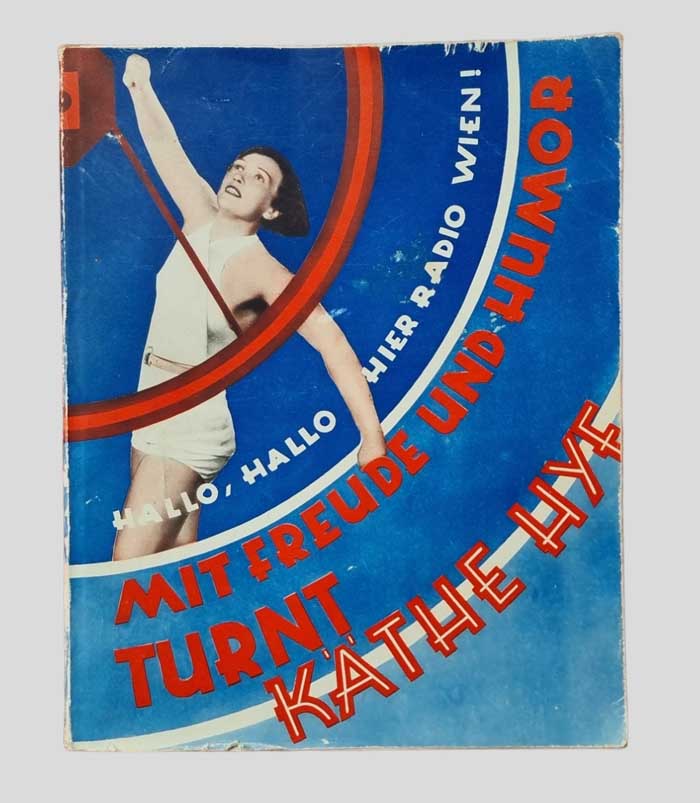 HALLO, HALLO HIER RADIO WIEN!
MIT FREUDE UND HUMOR
TURNT
KÄTHE HYE